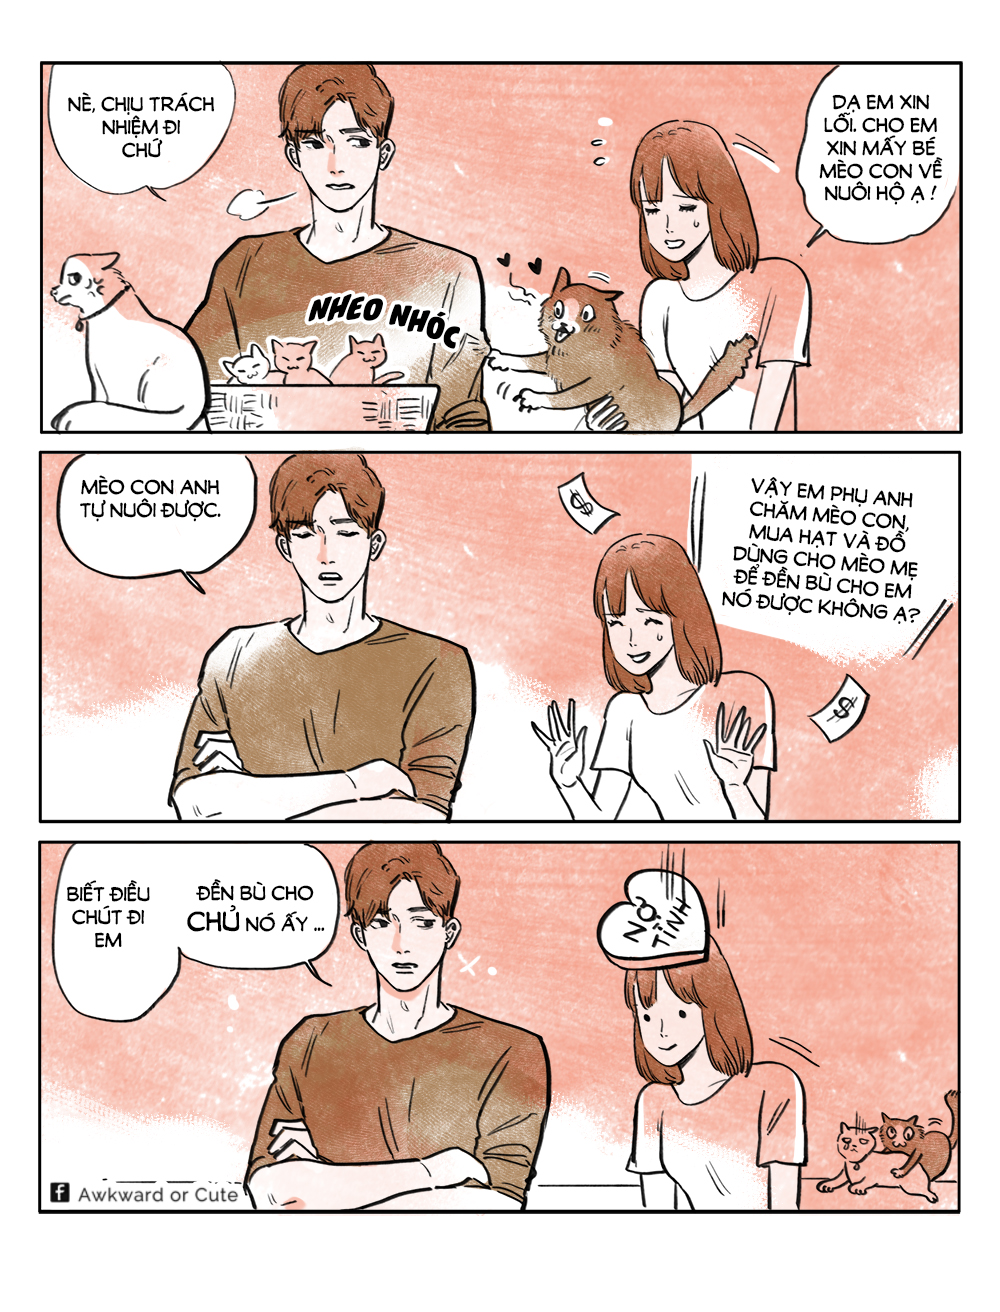 NÈ, CHỊU TRÁCH
NHIỆM ĐI
CHỨ
DẠ EM XIN
LỖI. CHO EM
XIN MẤY BÉ
MÈO CON VỀ
NUÔI HỘ Ạ !
NHEO NHÓC
MÈO CON ANH
TỰ NUÔI ĐƯỢC.
$
VẬY EM PHỤ ANH
CHĂM MÈO CON,
MUA HẠT VÀ ĐỒ
DÙNG CHO MÈO MẸ
ĐỂ ĐỀN BÙ CHO EM
NÓ ĐƯỢC KHÔNG Ạ?
$
ĐỀN BÙ CHO
CHỦ NÓ ẤY ...
BIẾT ĐIỀU
CHÚT ĐI
EM
NỢ
TÌNH
f Awkward or Cute